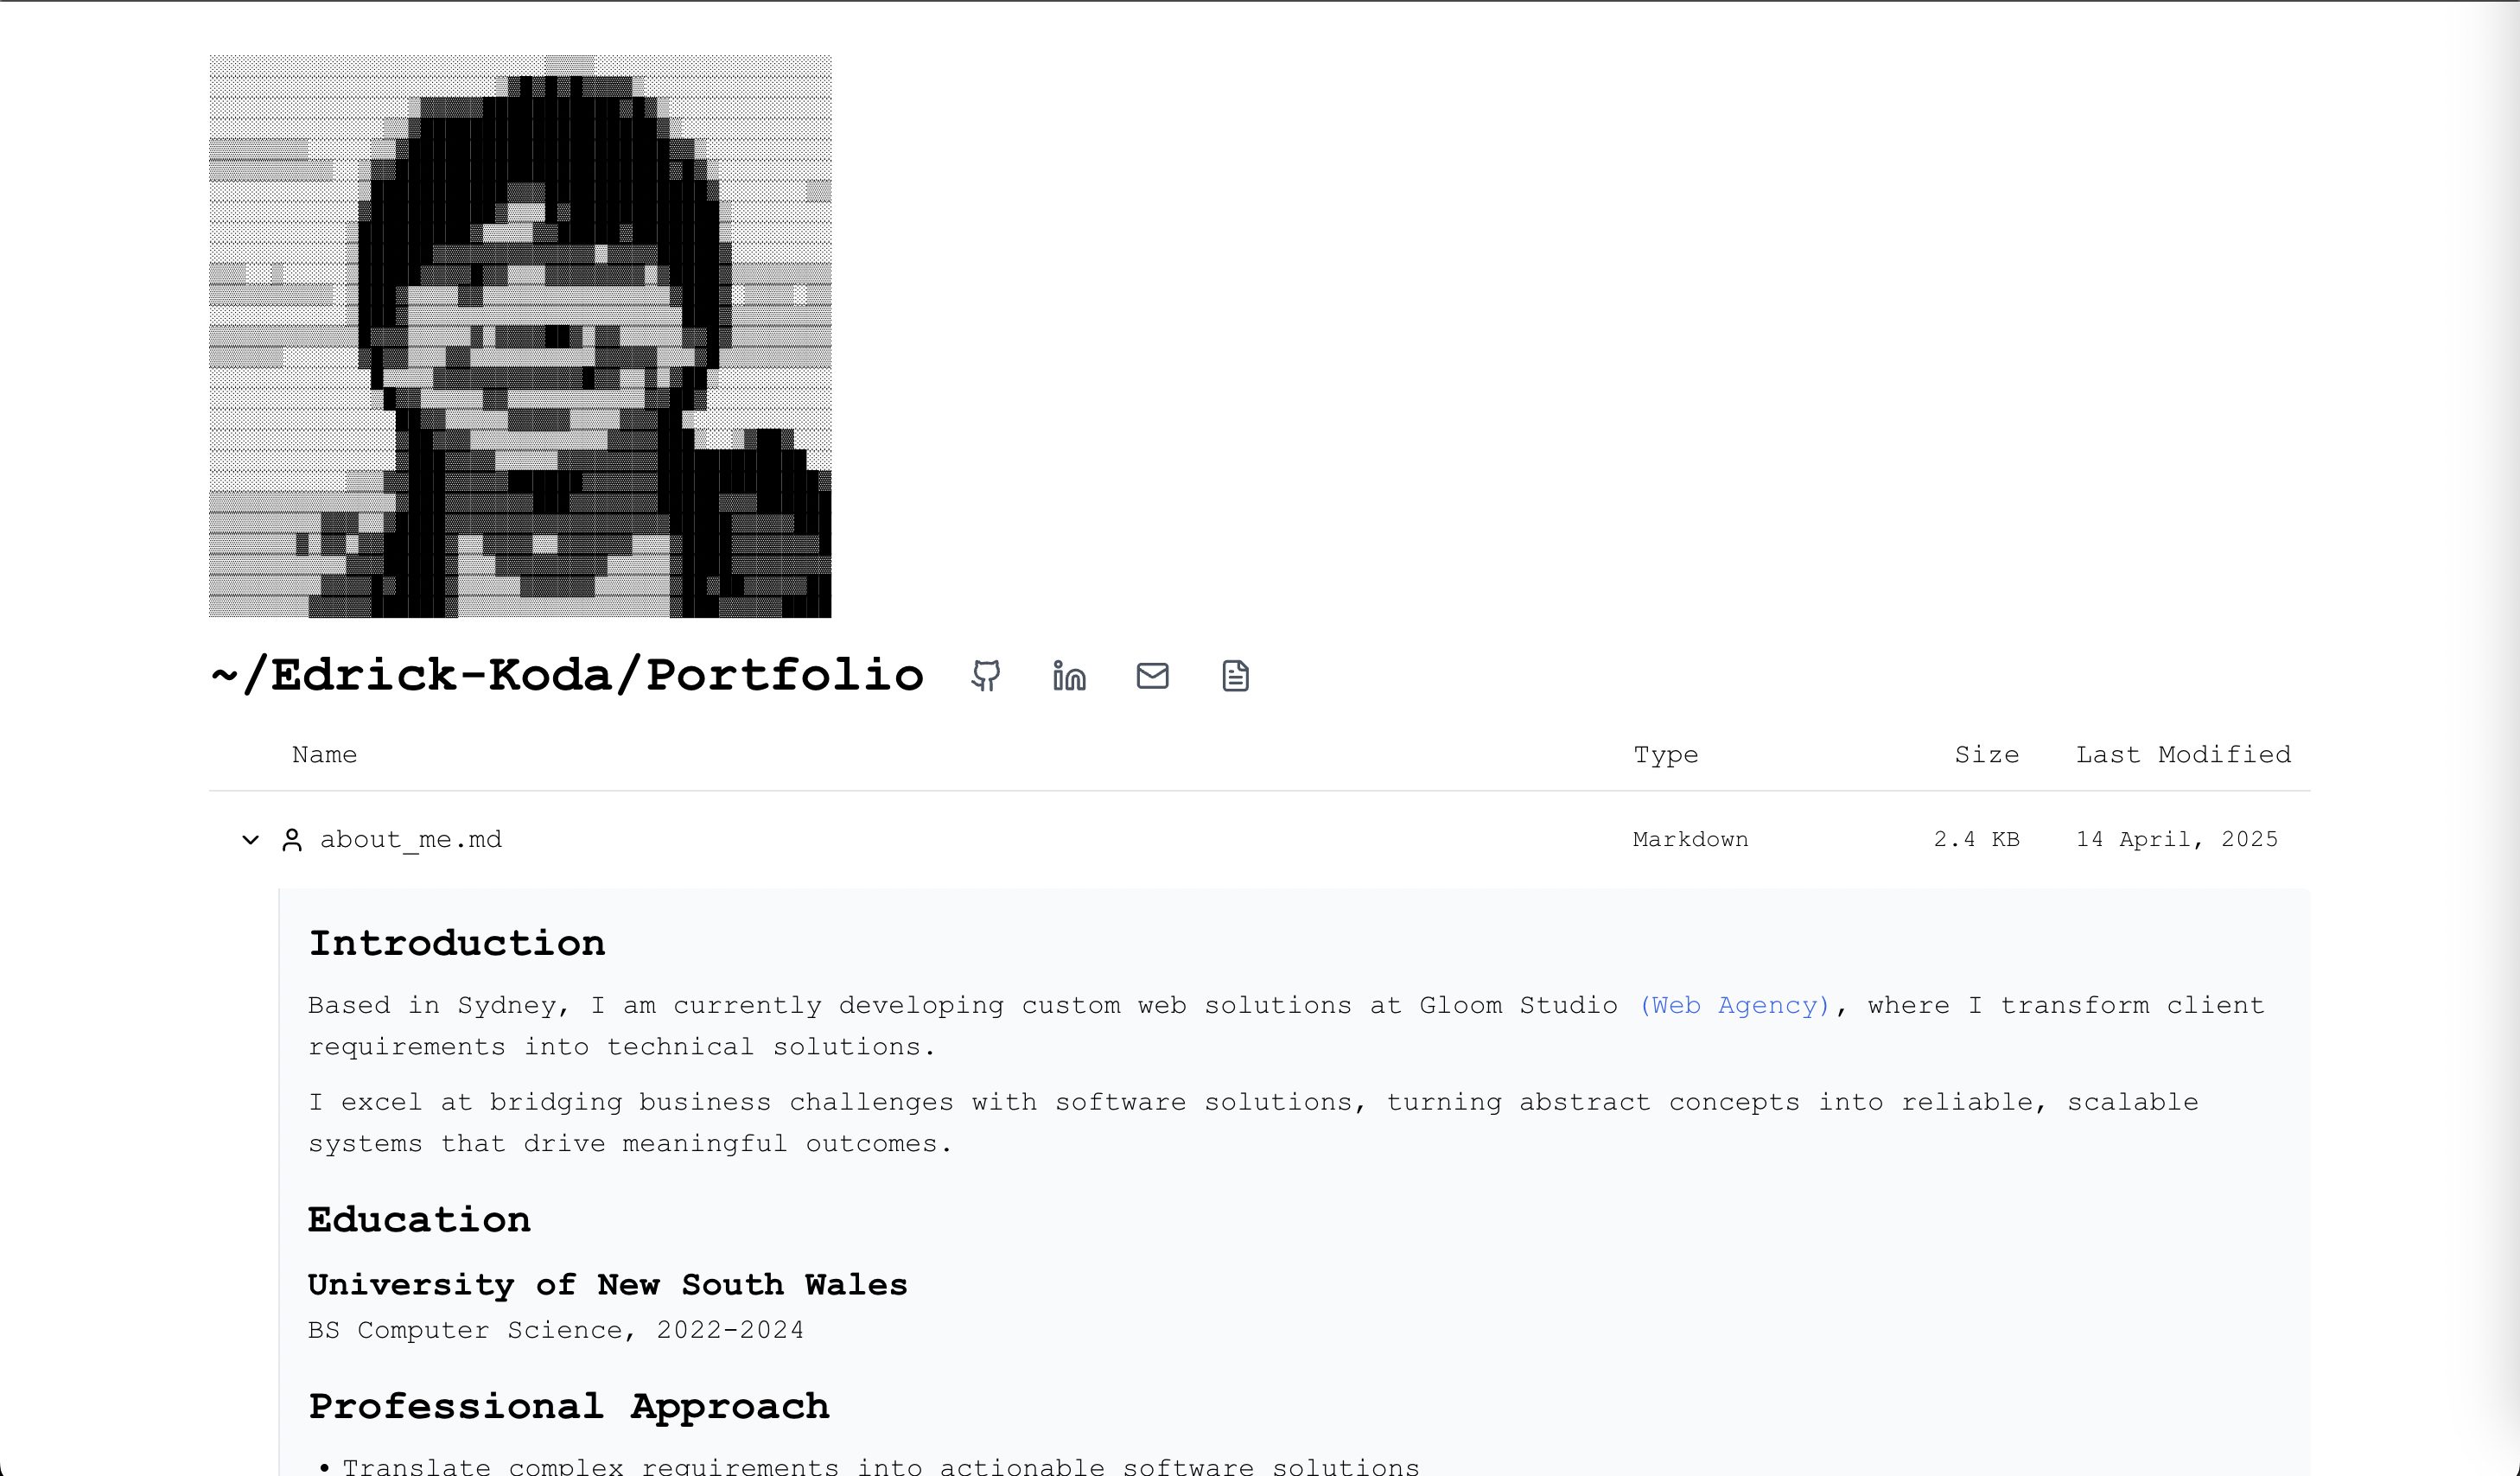 ~/Edrick-Koda/Portfolio
Name Type Size Last Modified
about_me.md Markdown 2.4 KB 14 April, 2025
Introduction
Based in Sydney, I am currently developing custom web solutions at Gloom Studio (Web Agency), where I transform client
requirements into technical solutions.
I excel at bridging business challenges with software solutions, turning abstract concepts into reliable, scalable
systems that drive meaningful outcomes.
Education
University of New South Wales
BS Computer Science, 2022-2024
Professional Approach
• Translate complex requirements into actionable software solutions